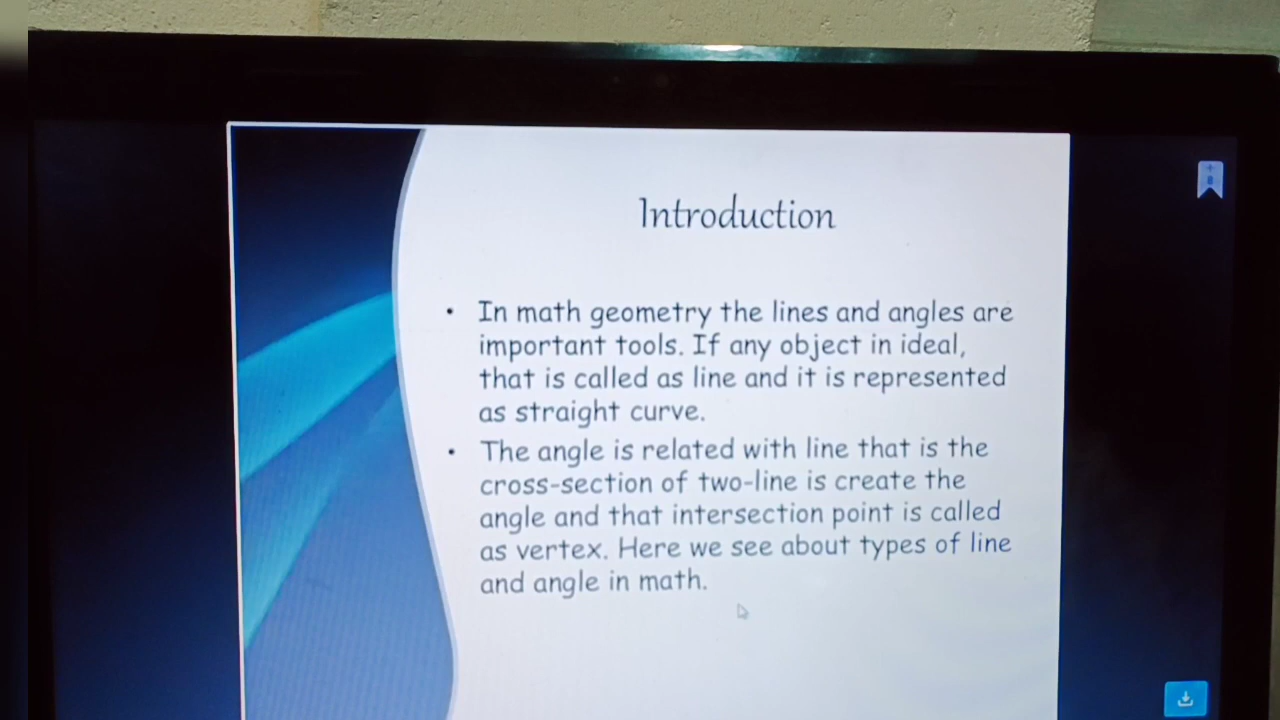 Introduction
• In math geometry the lines and angles are
important tools. If any object in ideal,
that is called as line and it is represented
as straight curve.
• The angle is related with line that is the
cross-section of two-line is create the
angle and that intersection point is called
as vertex. Here we see about types of line
and angle in math.